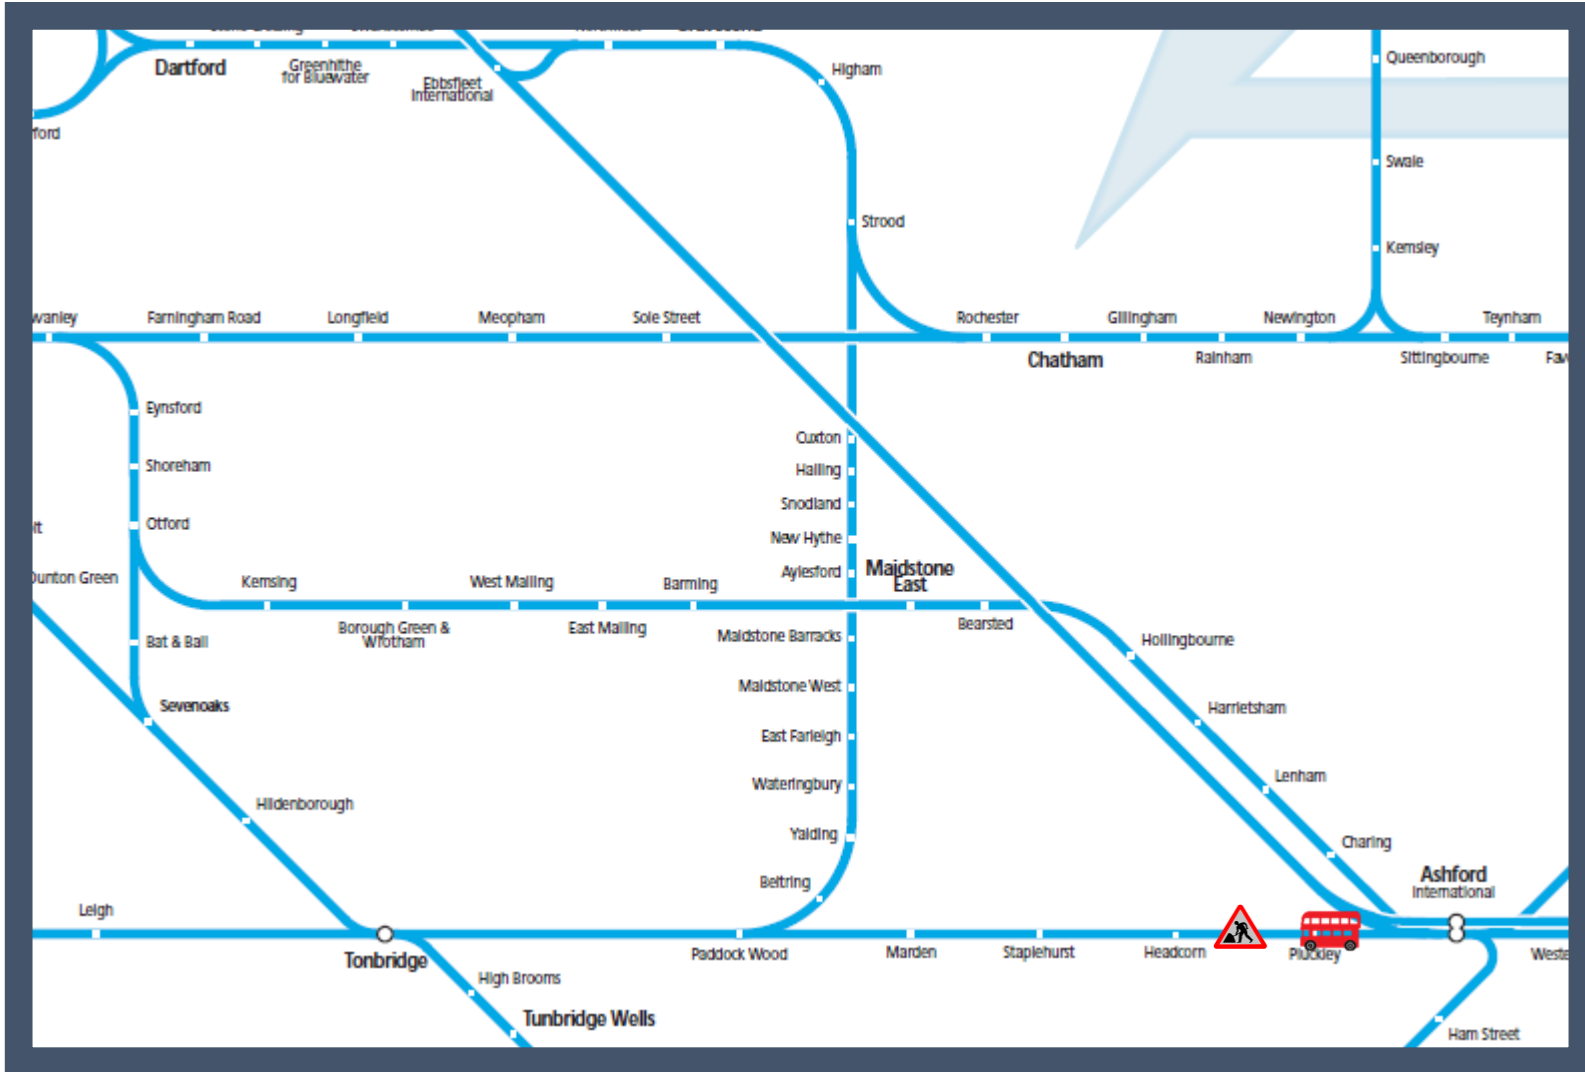 Dartford
Greenhithe
for Bluewater
Ebbsfleet
International
Higham
Queenborough
Swale
Kemsley
Strood
Farningham Road
Longfield
Meopham
Sole Street
Rochester
Gillingham
Newington
Teynham
Chatham
Rainham
Sittingbourne
Eynsford
Shoreham
Otford
Cuxton
Halling
Snodland
New Hythe
Aylesford
Maidstone
East
Dunton Green
Kemsing
West Malling
Barming
Borough Green &
Wrotham
East Malling
Maidstone Barracks
Bearsted
Bat & Ball
Hollingbourne
Maidstone West
Sevenoaks
Harrietsham
East Farleigh
Wateringbury
Lenham
Hildenborough
Yalding
Charing
Beltring
Ashford
International
Leigh
Tonbridge
Paddock Wood
Marden
Staplehurst
Headcorn
Pluckley
High Brooms
Tunbridge Wells
Ham Street